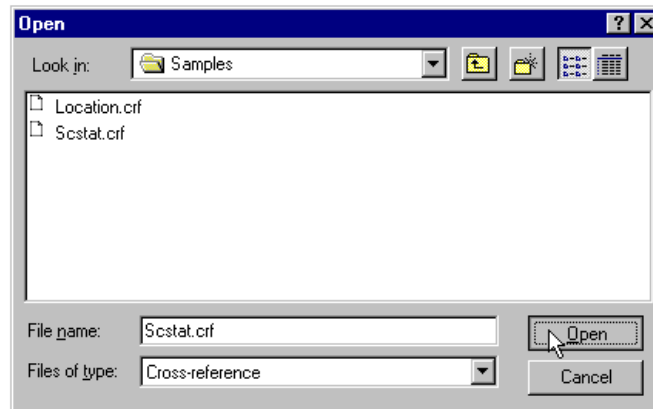 Open
Look in: Samples
Location.crf
Scstat.crf
File name: Scstat.crf Open
Files of type: Cross-reference Cancel